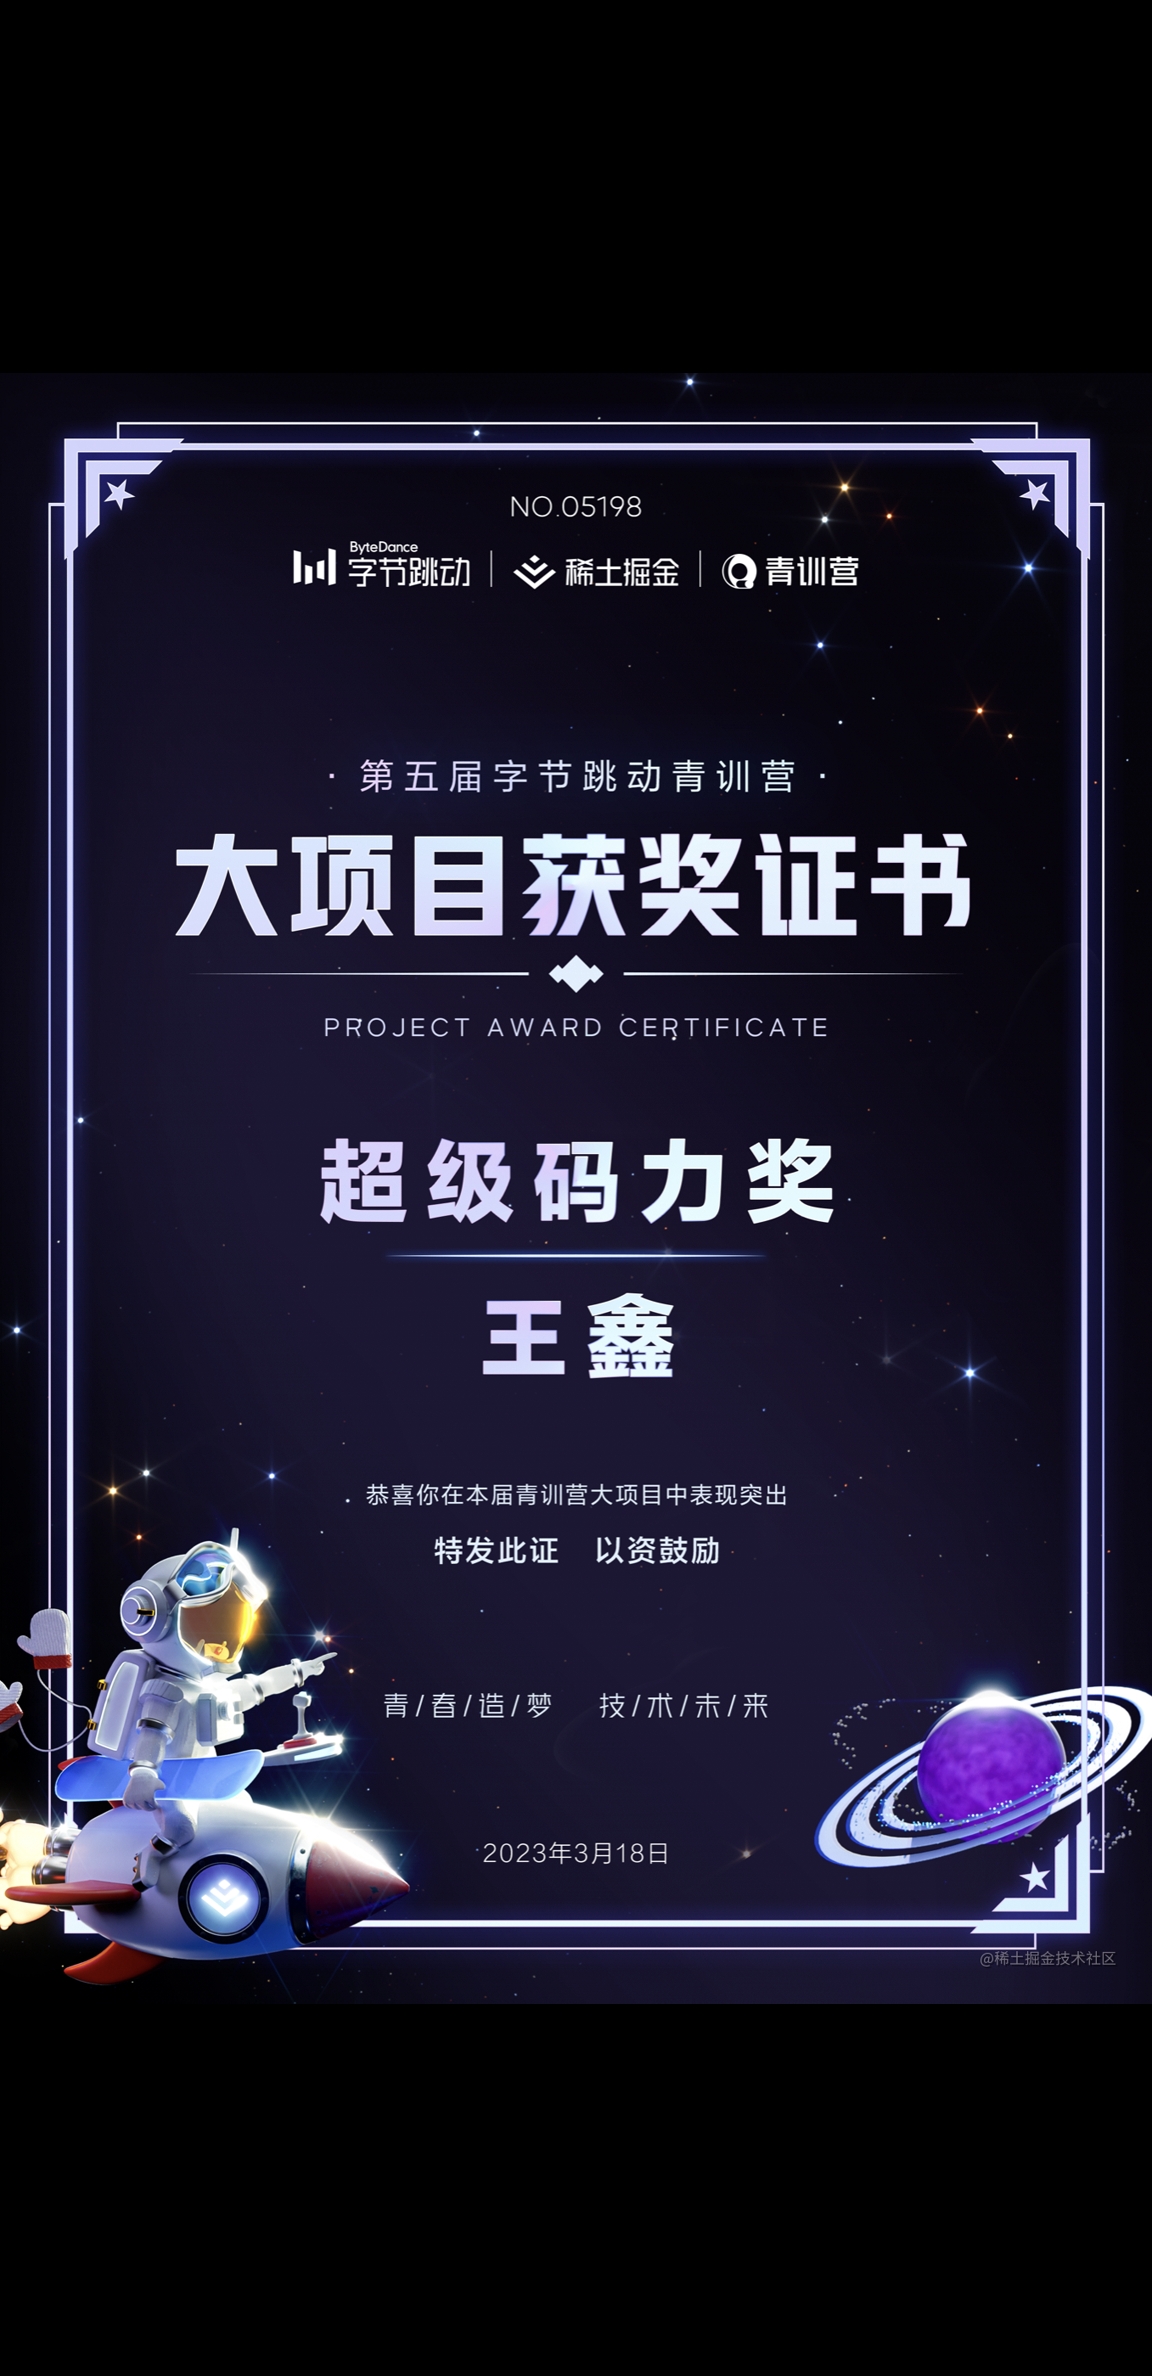 NO.05198
ByteDance
字节跳动 | 稀土掘金 | 青训营
· 第五届字节跳动青训营 ·
大项目获奖证书
PROJECT AWARD CERTIFICATE
超级码力奖
王鑫
恭喜你在本届青训营大项目中表现突出
特发此证 以资鼓励
青/春/造/梦 技/术/未/来
2023年3月18日
@稀土掘金技术社区